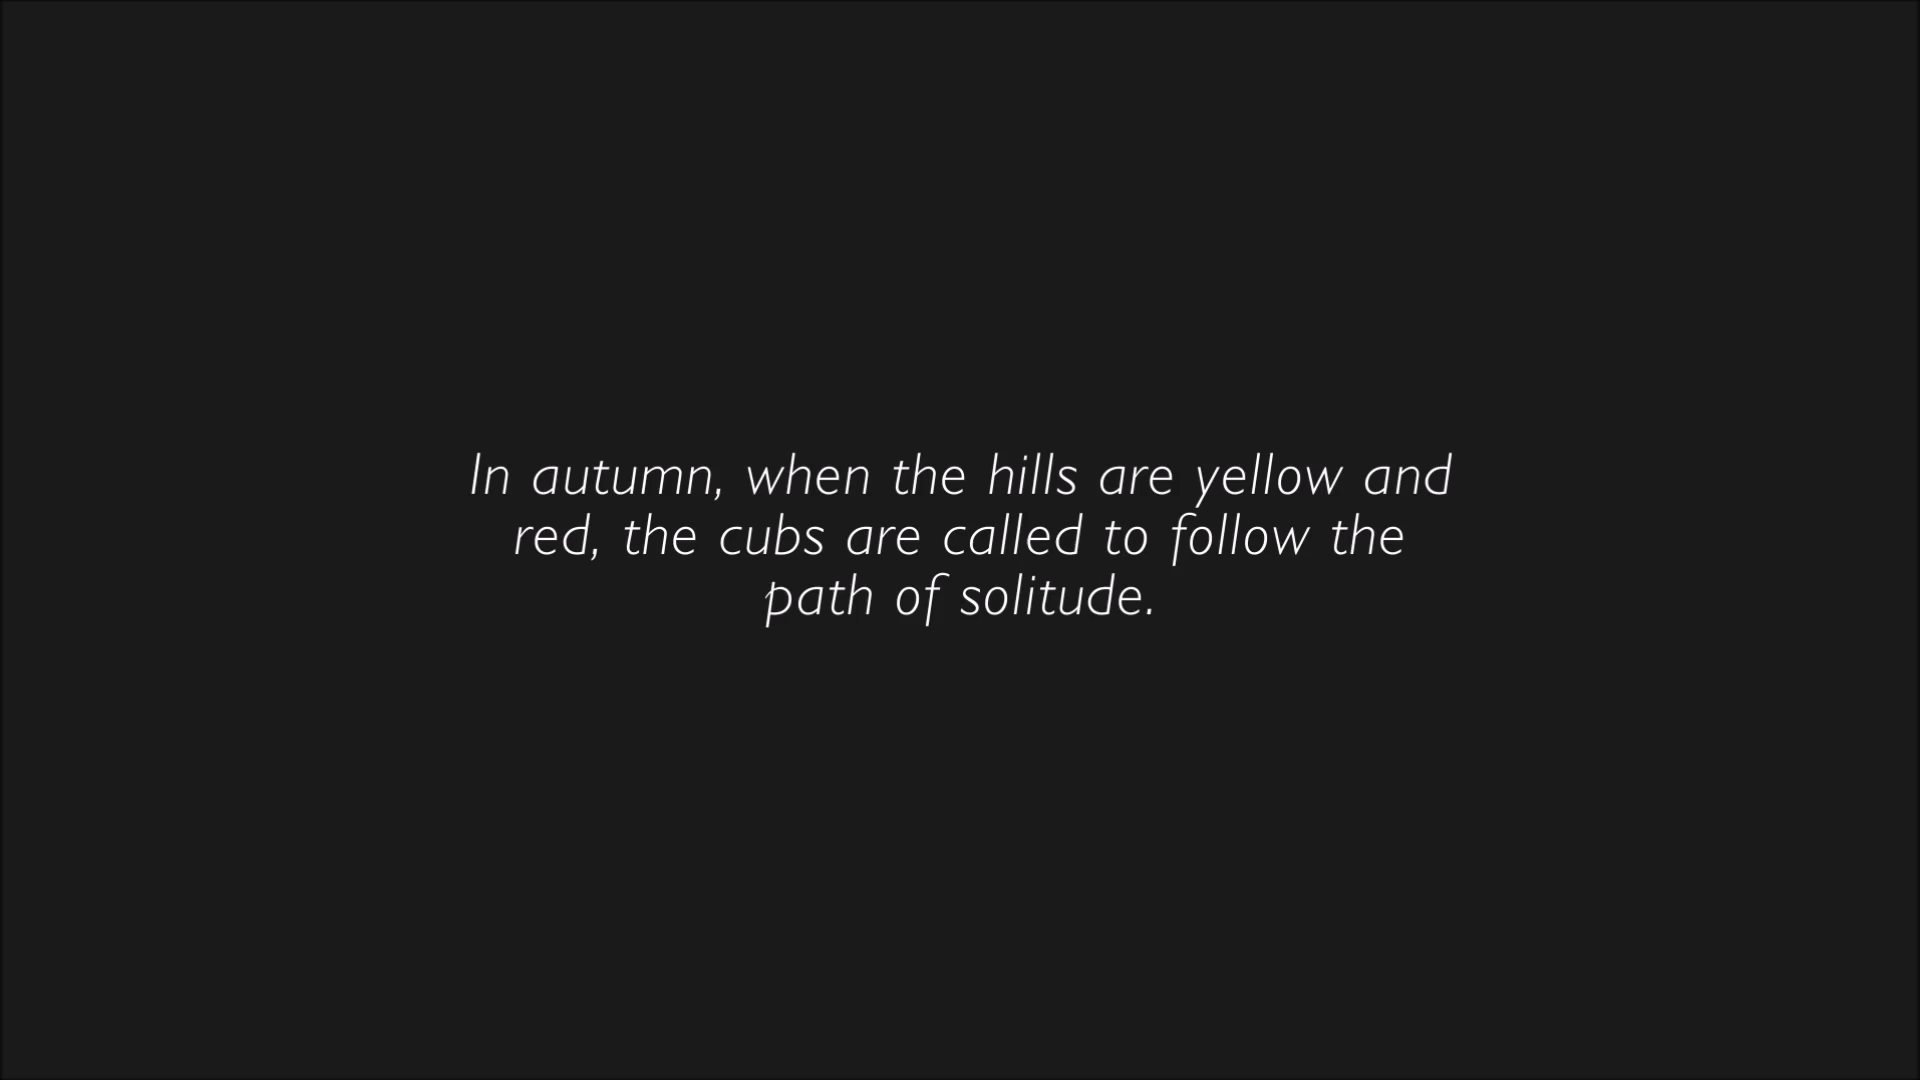 In autumn, when the hills are yellow and
red, the cubs are called to follow the
path of solitude.